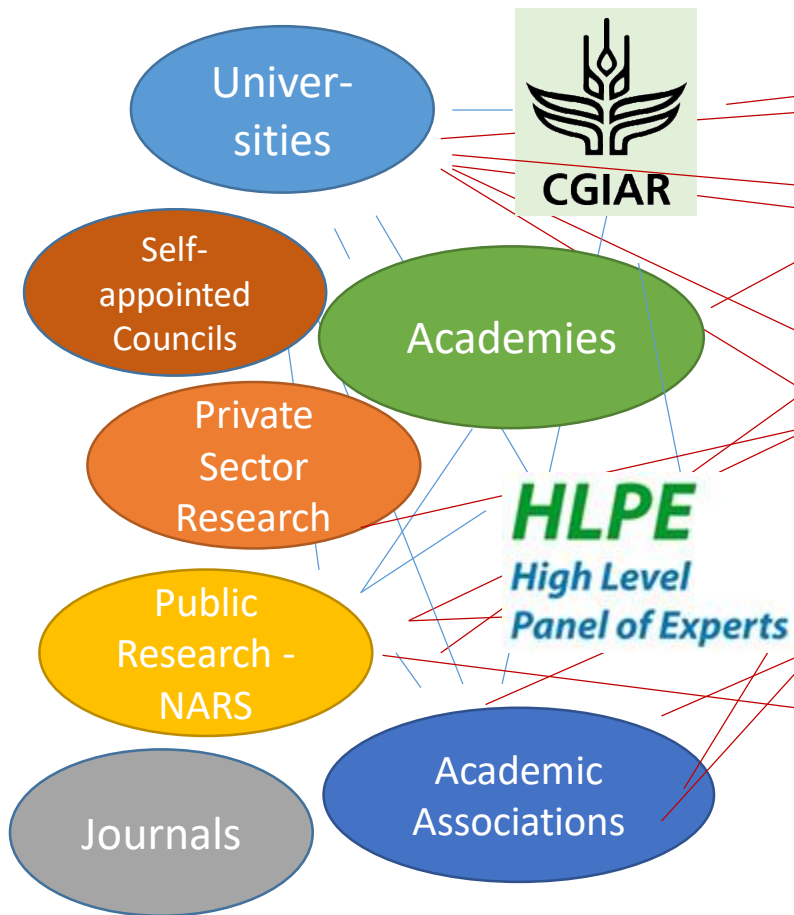 Univer-
sities
CGIAR
Self-
appointed
Councils
Academies
Private
Sector
Research
HLPE
High Level
Panel of Experts
Public
Research -
NARS
Academic
Associations
Journals